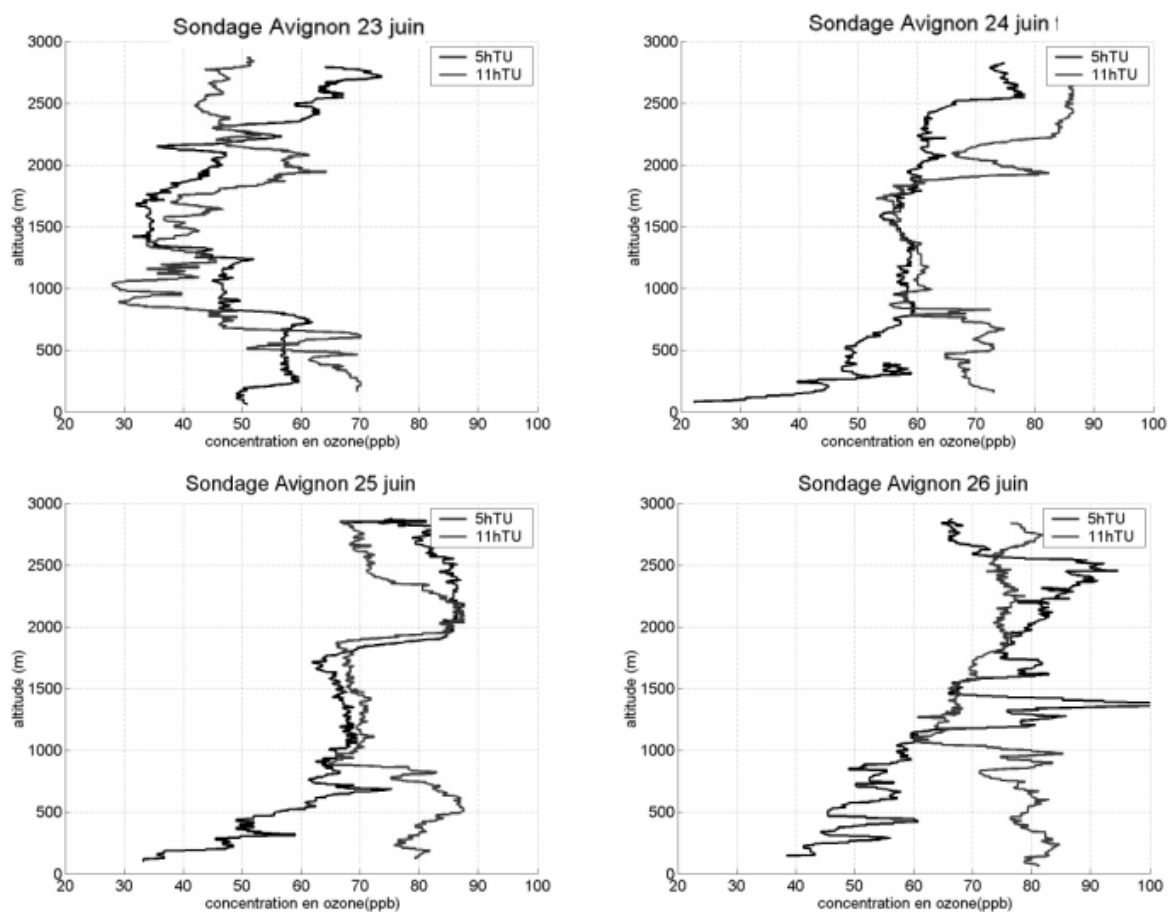 Sondage Avignon 23 juin
5hTU
11hTU
3000
2500
2000
1500
1000
500
0
altitude (m)
20 30 40 50 60 70 80 90 100
concentration en ozone(ppb)
Sondage Avignon 24 juin
5hTU
11hTU
3000
2500
2000
1500
1000
500
0
altitude (m)
20 30 40 50 60 70 80 90 100
concentration en ozone(ppb)
Sondage Avignon 25 juin
5hTU
11hTU
3000
2500
2000
1500
1000
500
0
altitude (m)
20 30 40 50 60 70 80 90 100
concentration en ozone(ppb)
Sondage Avignon 26 juin
5hTU
11hTU
3000
2500
2000
1500
1000
500
0
altitude (m)
20 30 40 50 60 70 80 90 100
concentration en ozone(ppb)